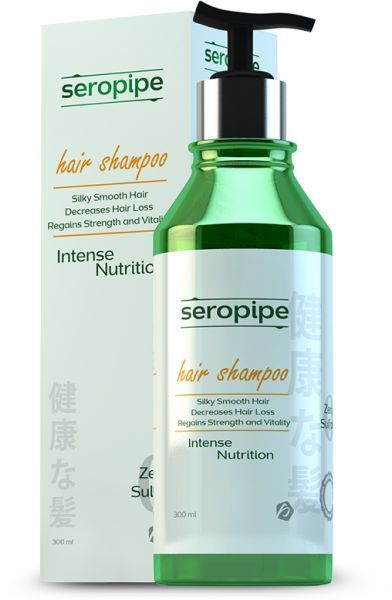 seropipe
hair shampoo
Silky Smooth Hair
Decreases Hair Loss
Regains Strength and Vitality
Intense
Nutrition
健康な髪
300 ml
seropipe
hair shampoo
Silky Smooth Hair
Decreases Hair Loss
Regains Strength and Vitality
Intense
Nutrition
健康な髪
300 ml